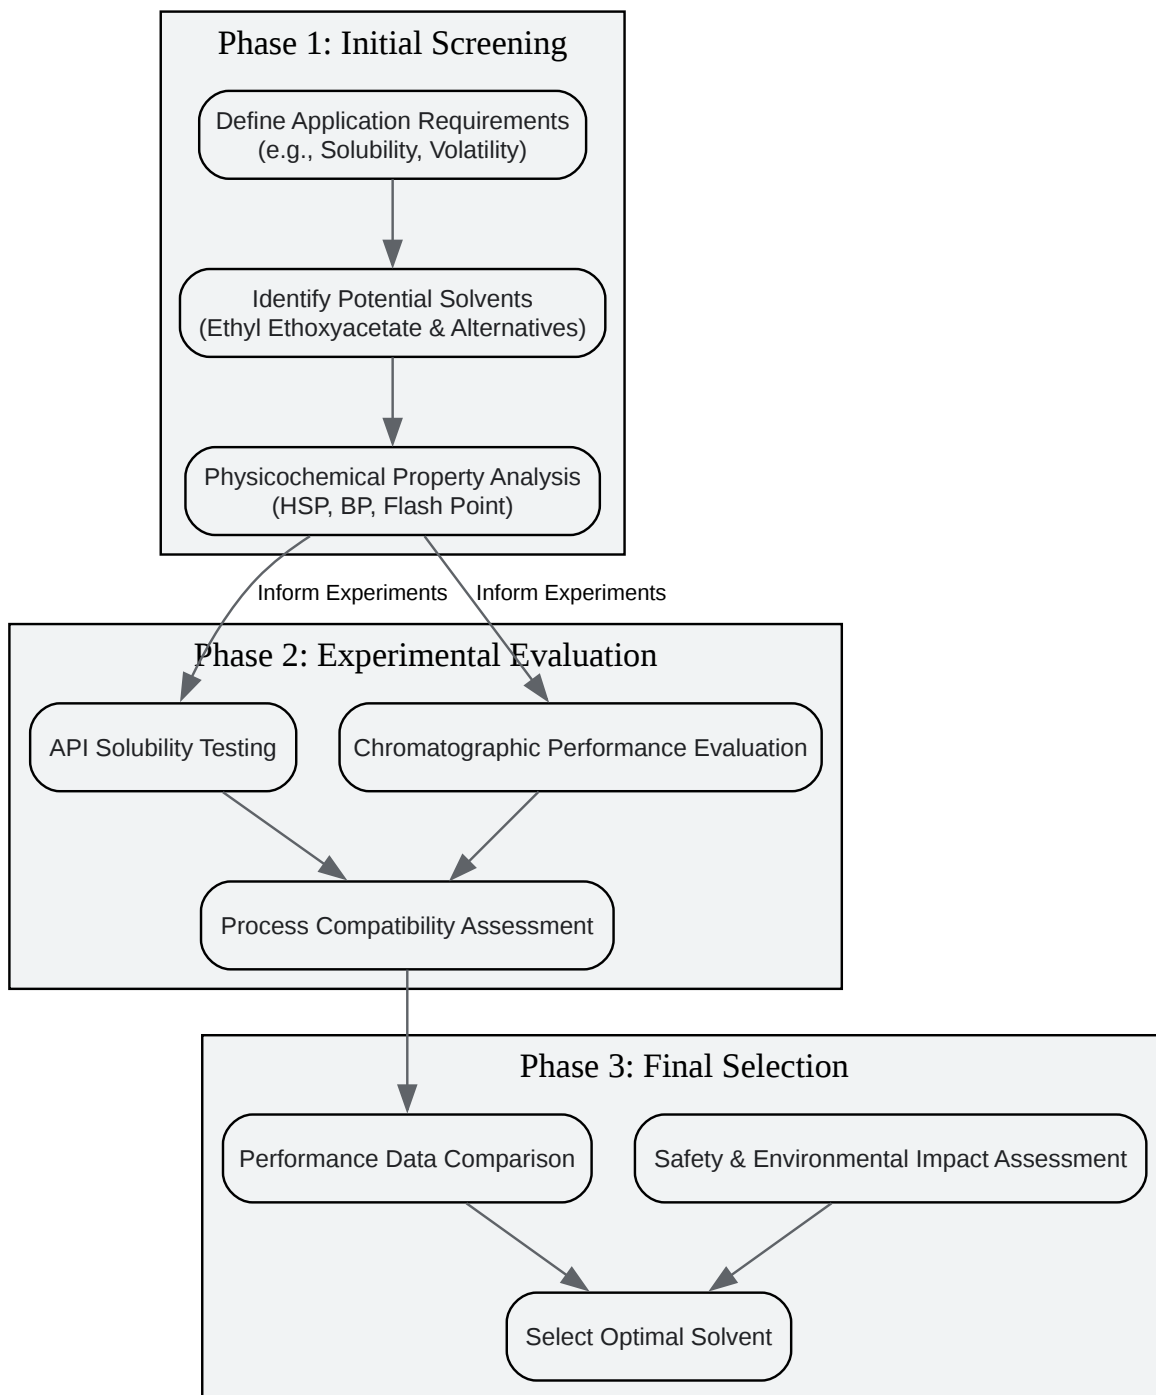 Phase 1: Initial Screening
Define Application Requirements
(e.g., Solubility, Volatility)
Identify Potential Solvents
(Ethyl Ethoxyacetate & Alternatives)
Physicochemical Property Analysis
(HSP, BP, Flash Point)
Inform Experiments
Inform Experiments
Phase 2: Experimental Evaluation
API Solubility Testing
Chromatographic Performance Evaluation
Process Compatibility Assessment
Phase 3: Final Selection
Performance Data Comparison
Safety & Environmental Impact Assessment
Select Optimal Solvent